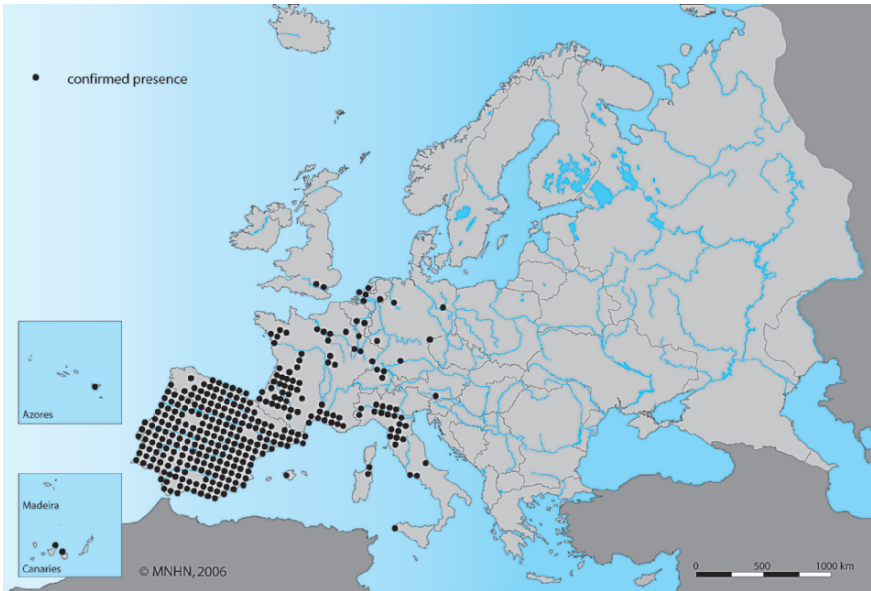 confirmed presence
Azores
Madeira
Canaries
© MNHN, 2006
0 500 1000 km